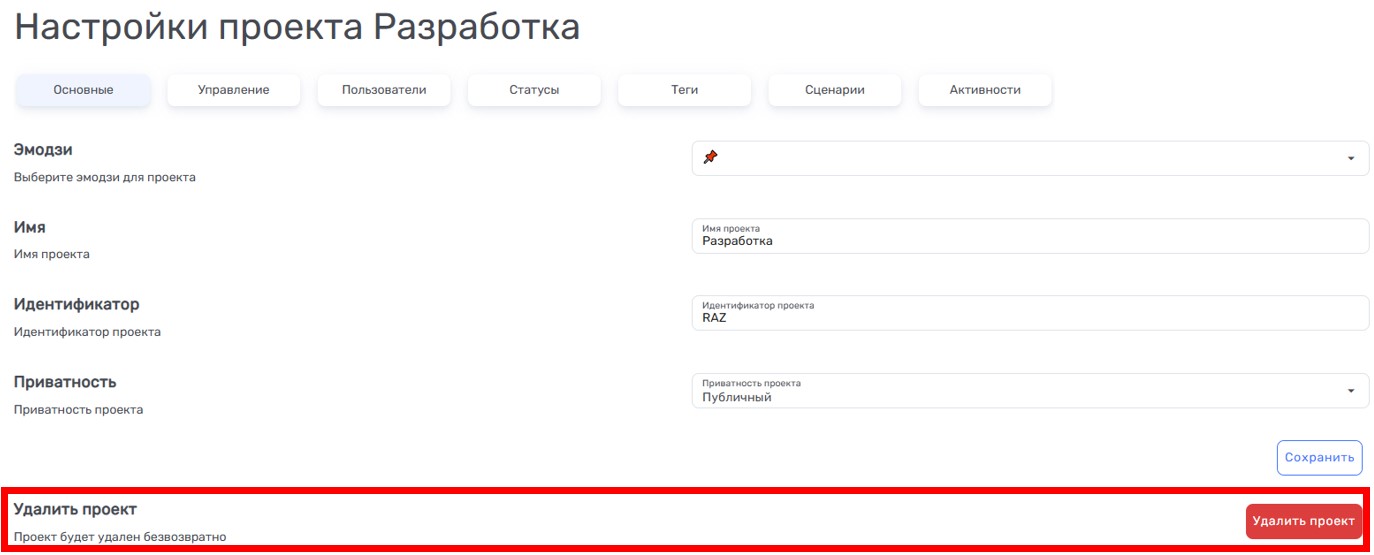 Настройки проекта Разработка
Основные Управление Пользователи Статусы Теги Сценарии Активности
Эмодзи
Выберите эмодзи для проекта
Имя
Имя проекта
Имя проекта
Разработка
Идентификатор
Идентификатор проекта
Идентификатор проекта
RAZ
Приватность
Приватность проекта
Приватность проекта
Публичный
Сохранить
Удалить проект
Проект будет удален безвозвратно
Удалить проект